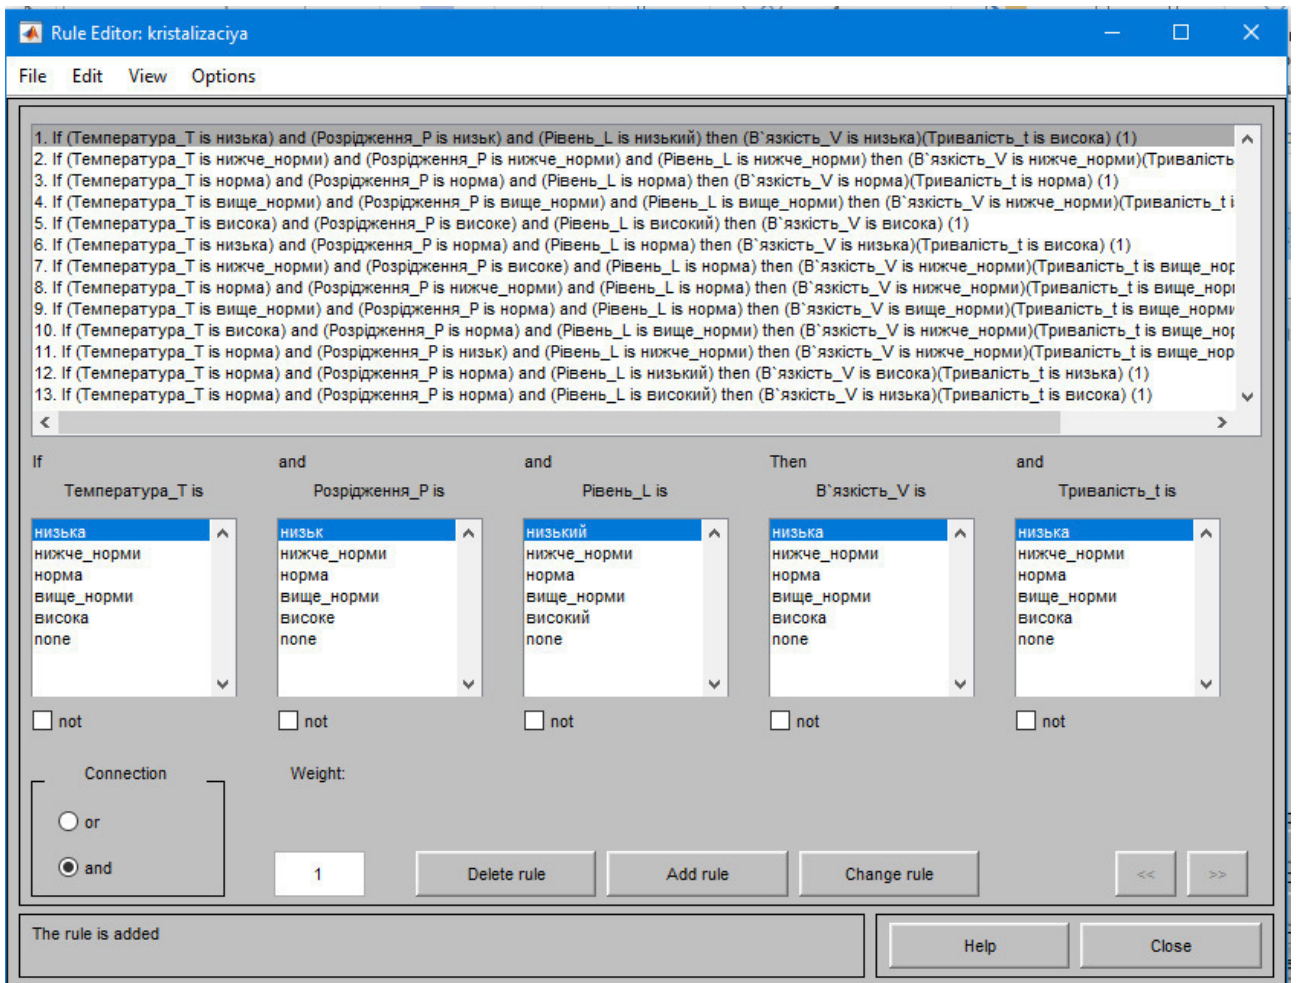 Rule Editor: kristalizaciya
File Edit View Options
1. If (Температура_T is низька) and (Розрідження_P is низьк) and (Рівень_L is низький) then (В`язкість_V is низька)(Тривалість_t is висока) (1)
2. If (Температура_T is нижче_норми) and (Розрідження_P is нижче_норми) and (Рівень_L is нижче_норми) then (В`язкість_V is нижче_норми)(Тривалість
3. If (Температура_T is норма) and (Розрідження_P is норма) and (Рівень_L is норма) then (В`язкість_V is норма)(Тривалість_t is норма) (1)
4. If (Температура_T is вище_норми) and (Розрідження_P is вище_норми) and (Рівень_L is вище_норми) then (В`язкість_V is нижче_норми)(Тривалість_t i
5. If (Температура_T is висока) and (Розрідження_P is високе) and (Рівень_L is високий) then (В`язкість_V is висока) (1)
6. If (Температура_T is низька) and (Розрідження_P is норма) and (Рівень_L is норма) then (В`язкість_V is низька)(Тривалість_t is висока) (1)
7. If (Температура_T is нижче_норми) and (Розрідження_P is високе) and (Рівень_L is норма) then (В`язкість_V is нижче_норми)(Тривалість_t is вище_нор
8. If (Температура_T is норма) and (Розрідження_P is нижче_норми) and (Рівень_L is норма) then (В`язкість_V is нижче_норми)(Тривалість_t is вище_нор
9. If (Температура_T is вище_норми) and (Розрідження_P is норма) and (Рівень_L is норма) then (В`язкість_V is вище_норми)(Тривалість_t is вище_норми
10. If (Температура_T is висока) and (Розрідження_P is норма) and (Рівень_L is вище_норми) then (В`язкість_V is нижче_норми)(Тривалість_t is вище_нор
11. If (Температура_T is норма) and (Розрідження_P is низьк) and (Рівень_L is нижче_норми) then (В`язкість_V is нижче_норми)(Тривалість_t is вище_нор
12. If (Температура_T is норма) and (Розрідження_P is норма) and (Рівень_L is низький) then (В`язкість_V is висока)(Тривалість_t is низька) (1)
13. If (Температура_T is норма) and (Розрідження_P is норма) and (Рівень_L is високий) then (В`язкість_V is низька)(Тривалість_t is висока) (1)
If and and Then and
Температура_T is Розрідження_P is Рівень_L is В`язкість_V is Тривалість_t is
низька низьк низький низька низька
нижче_норми нижче_норми нижче_норми нижче_норми нижче_норми
норма норма норма норма норма
вище_норми вище_норми вище_норми вище_норми вище_норми
висока високе високий висока висока
none none none none none
not not not not not
Connection Weight:
or
and 1 Delete rule Add rule Change rule << >>
The rule is added Help Close